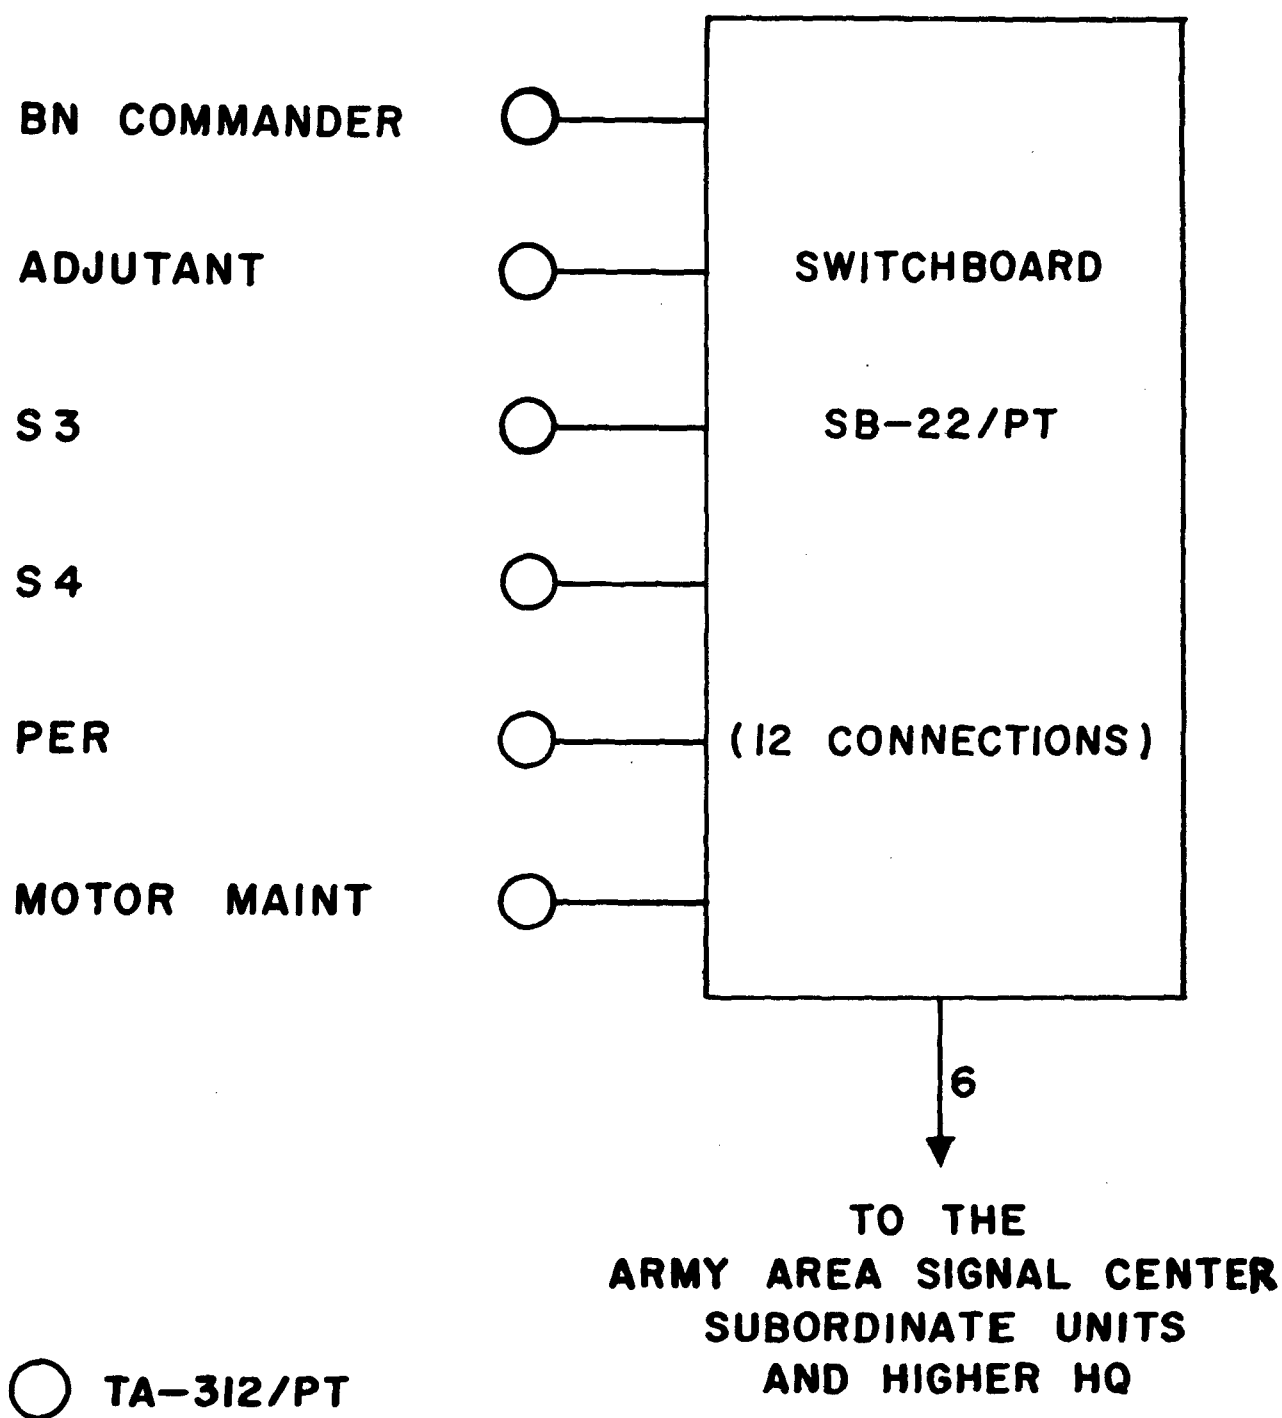 BN COMMANDER
ADJUTANT
S3
S4
PER
MOTOR MAINT
SWITCHBOARD
SB-22/PT
(12 CONNECTIONS)
6
TO THE
ARMY AREA SIGNAL CENTER
SUBORDINATE UNITS
AND HIGHER HQ
TA-312/PT